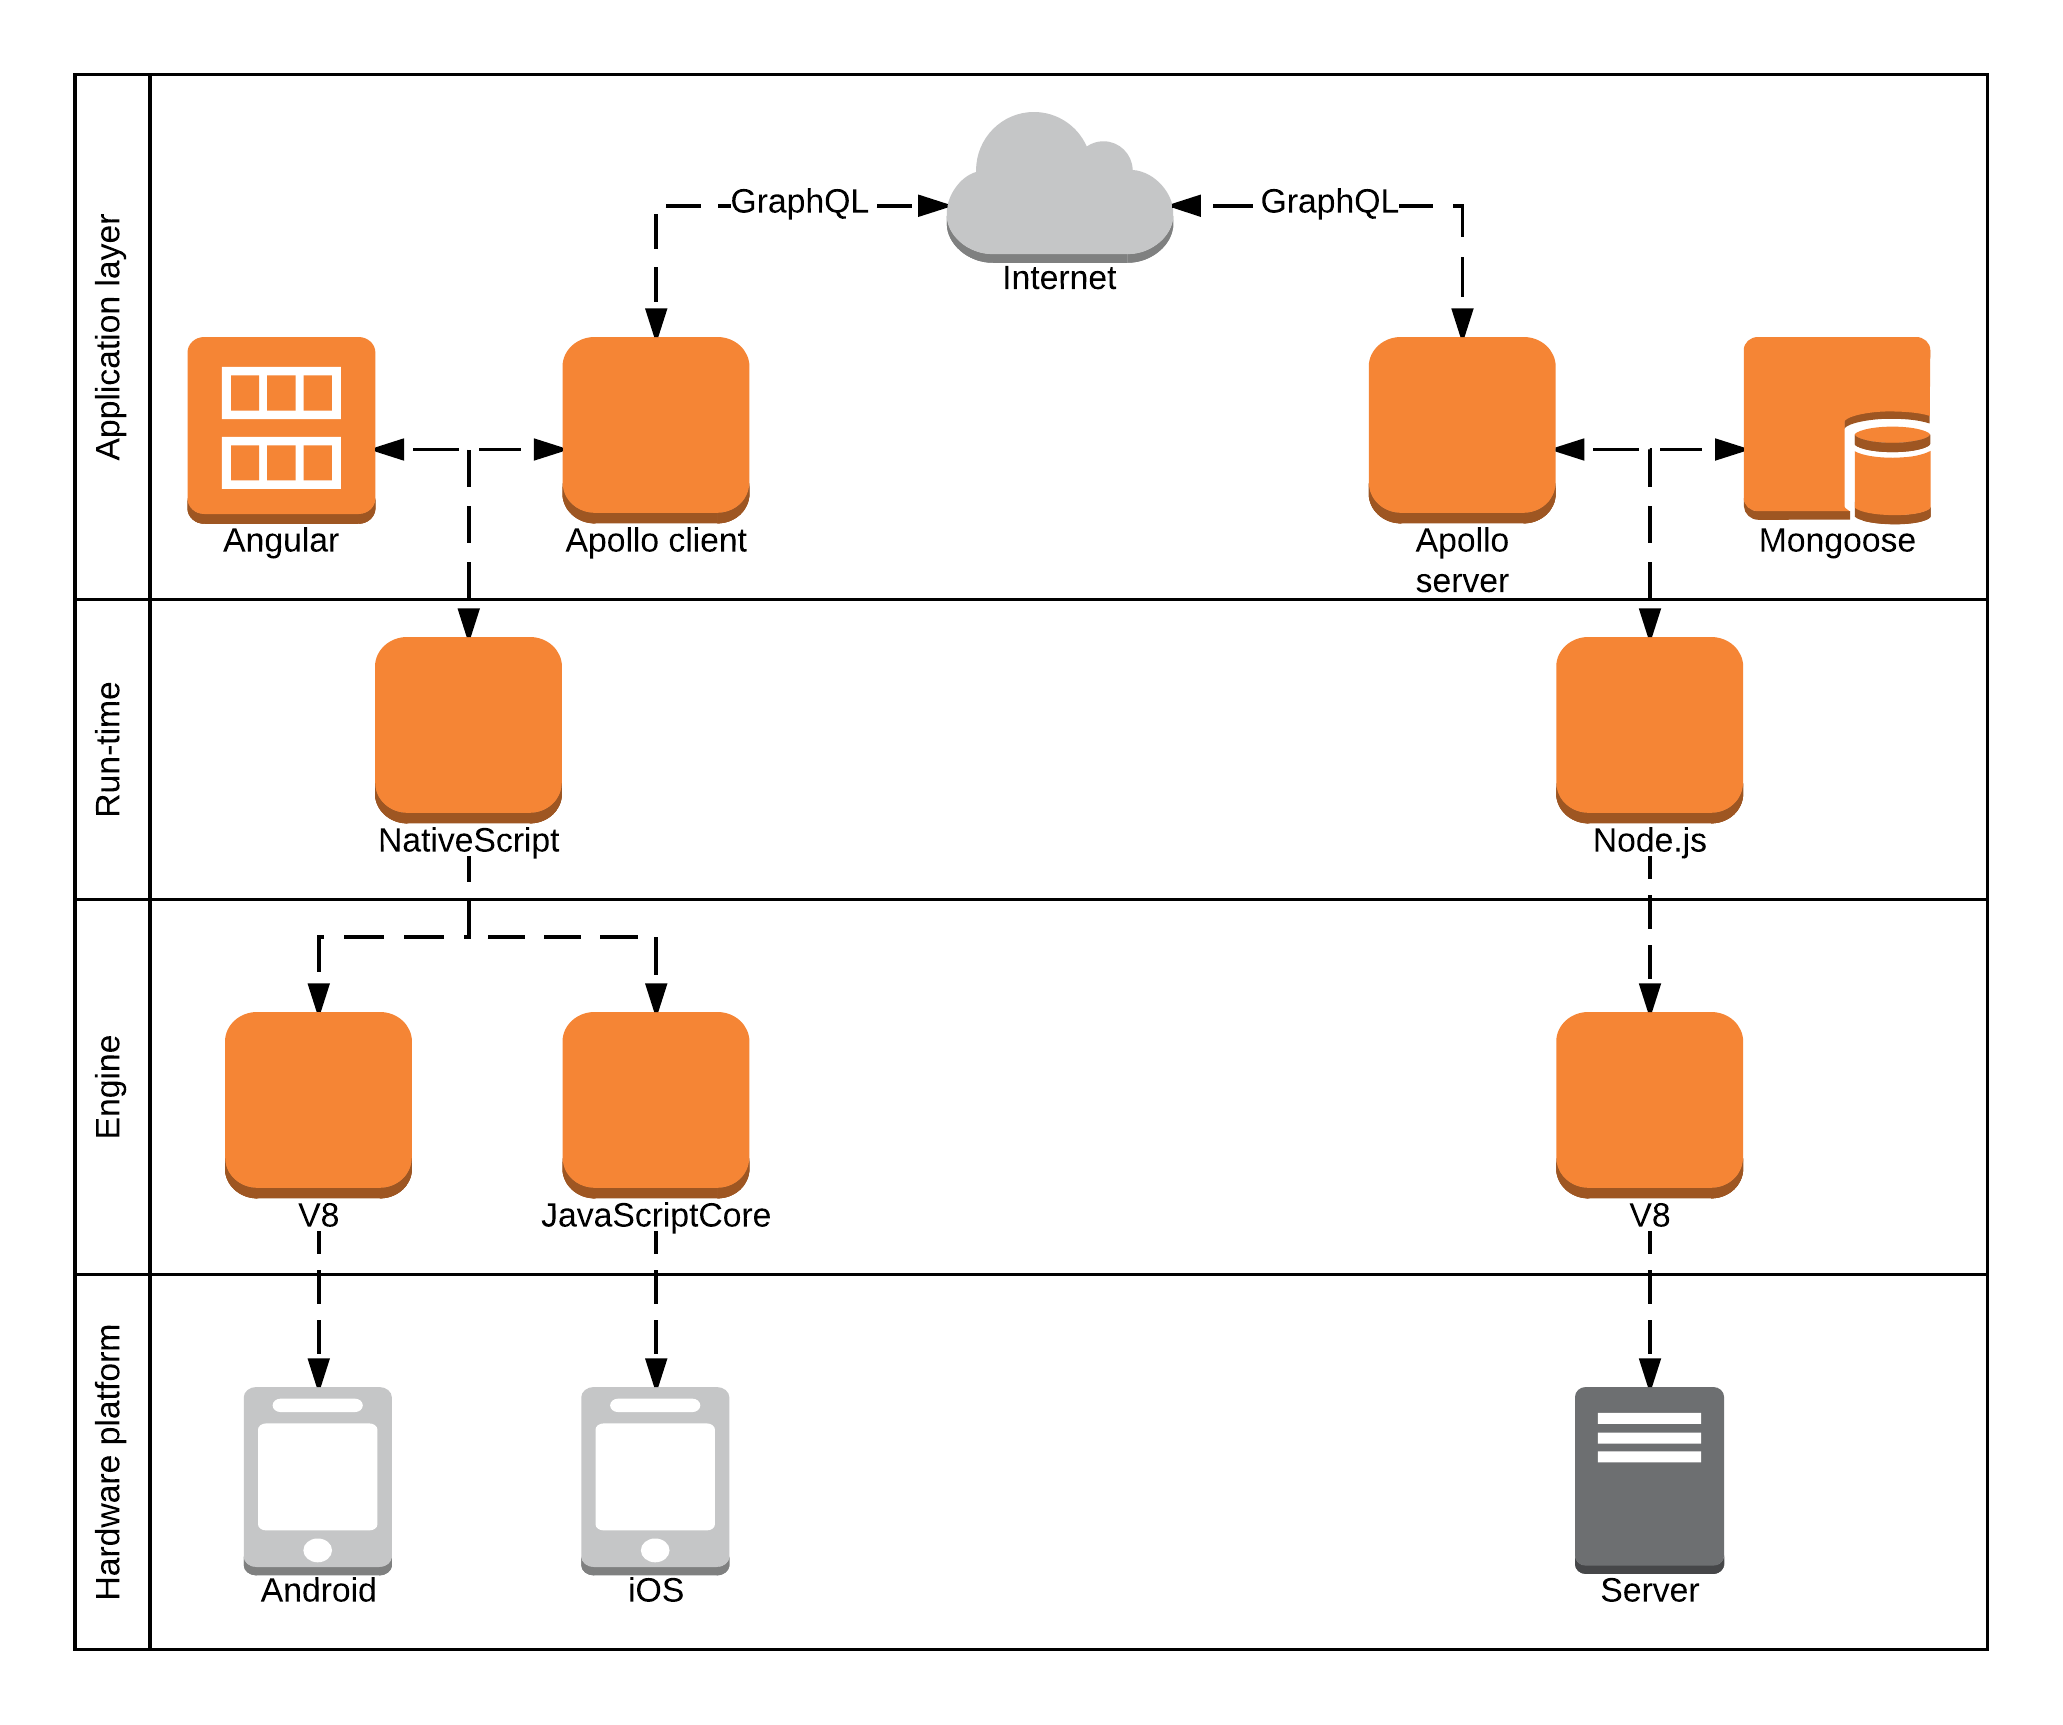 Application layer
GraphQL
GraphQL
Internet
Angular
Apollo client
Apollo
server
Mongoose
Run-time
NativeScript
Node.js
Engine
V8
JavaScriptCore
V8
Hardware platform
Android
iOS
Server